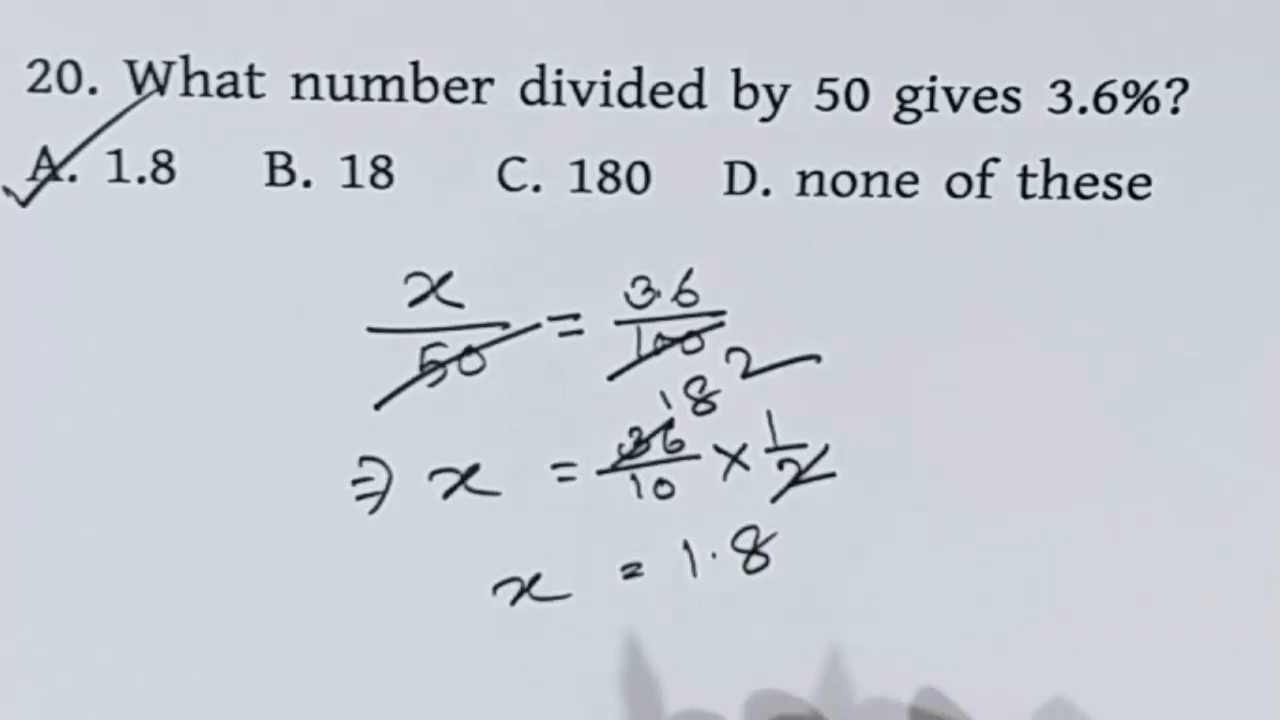 20. What number divided by 50 gives 3.6%?
A. 1.8 B. 18 C. 180 D. none of these
x/50 = 3.6/100 2
18
⇒ x = 36/10 × 1/2
x = 1.8